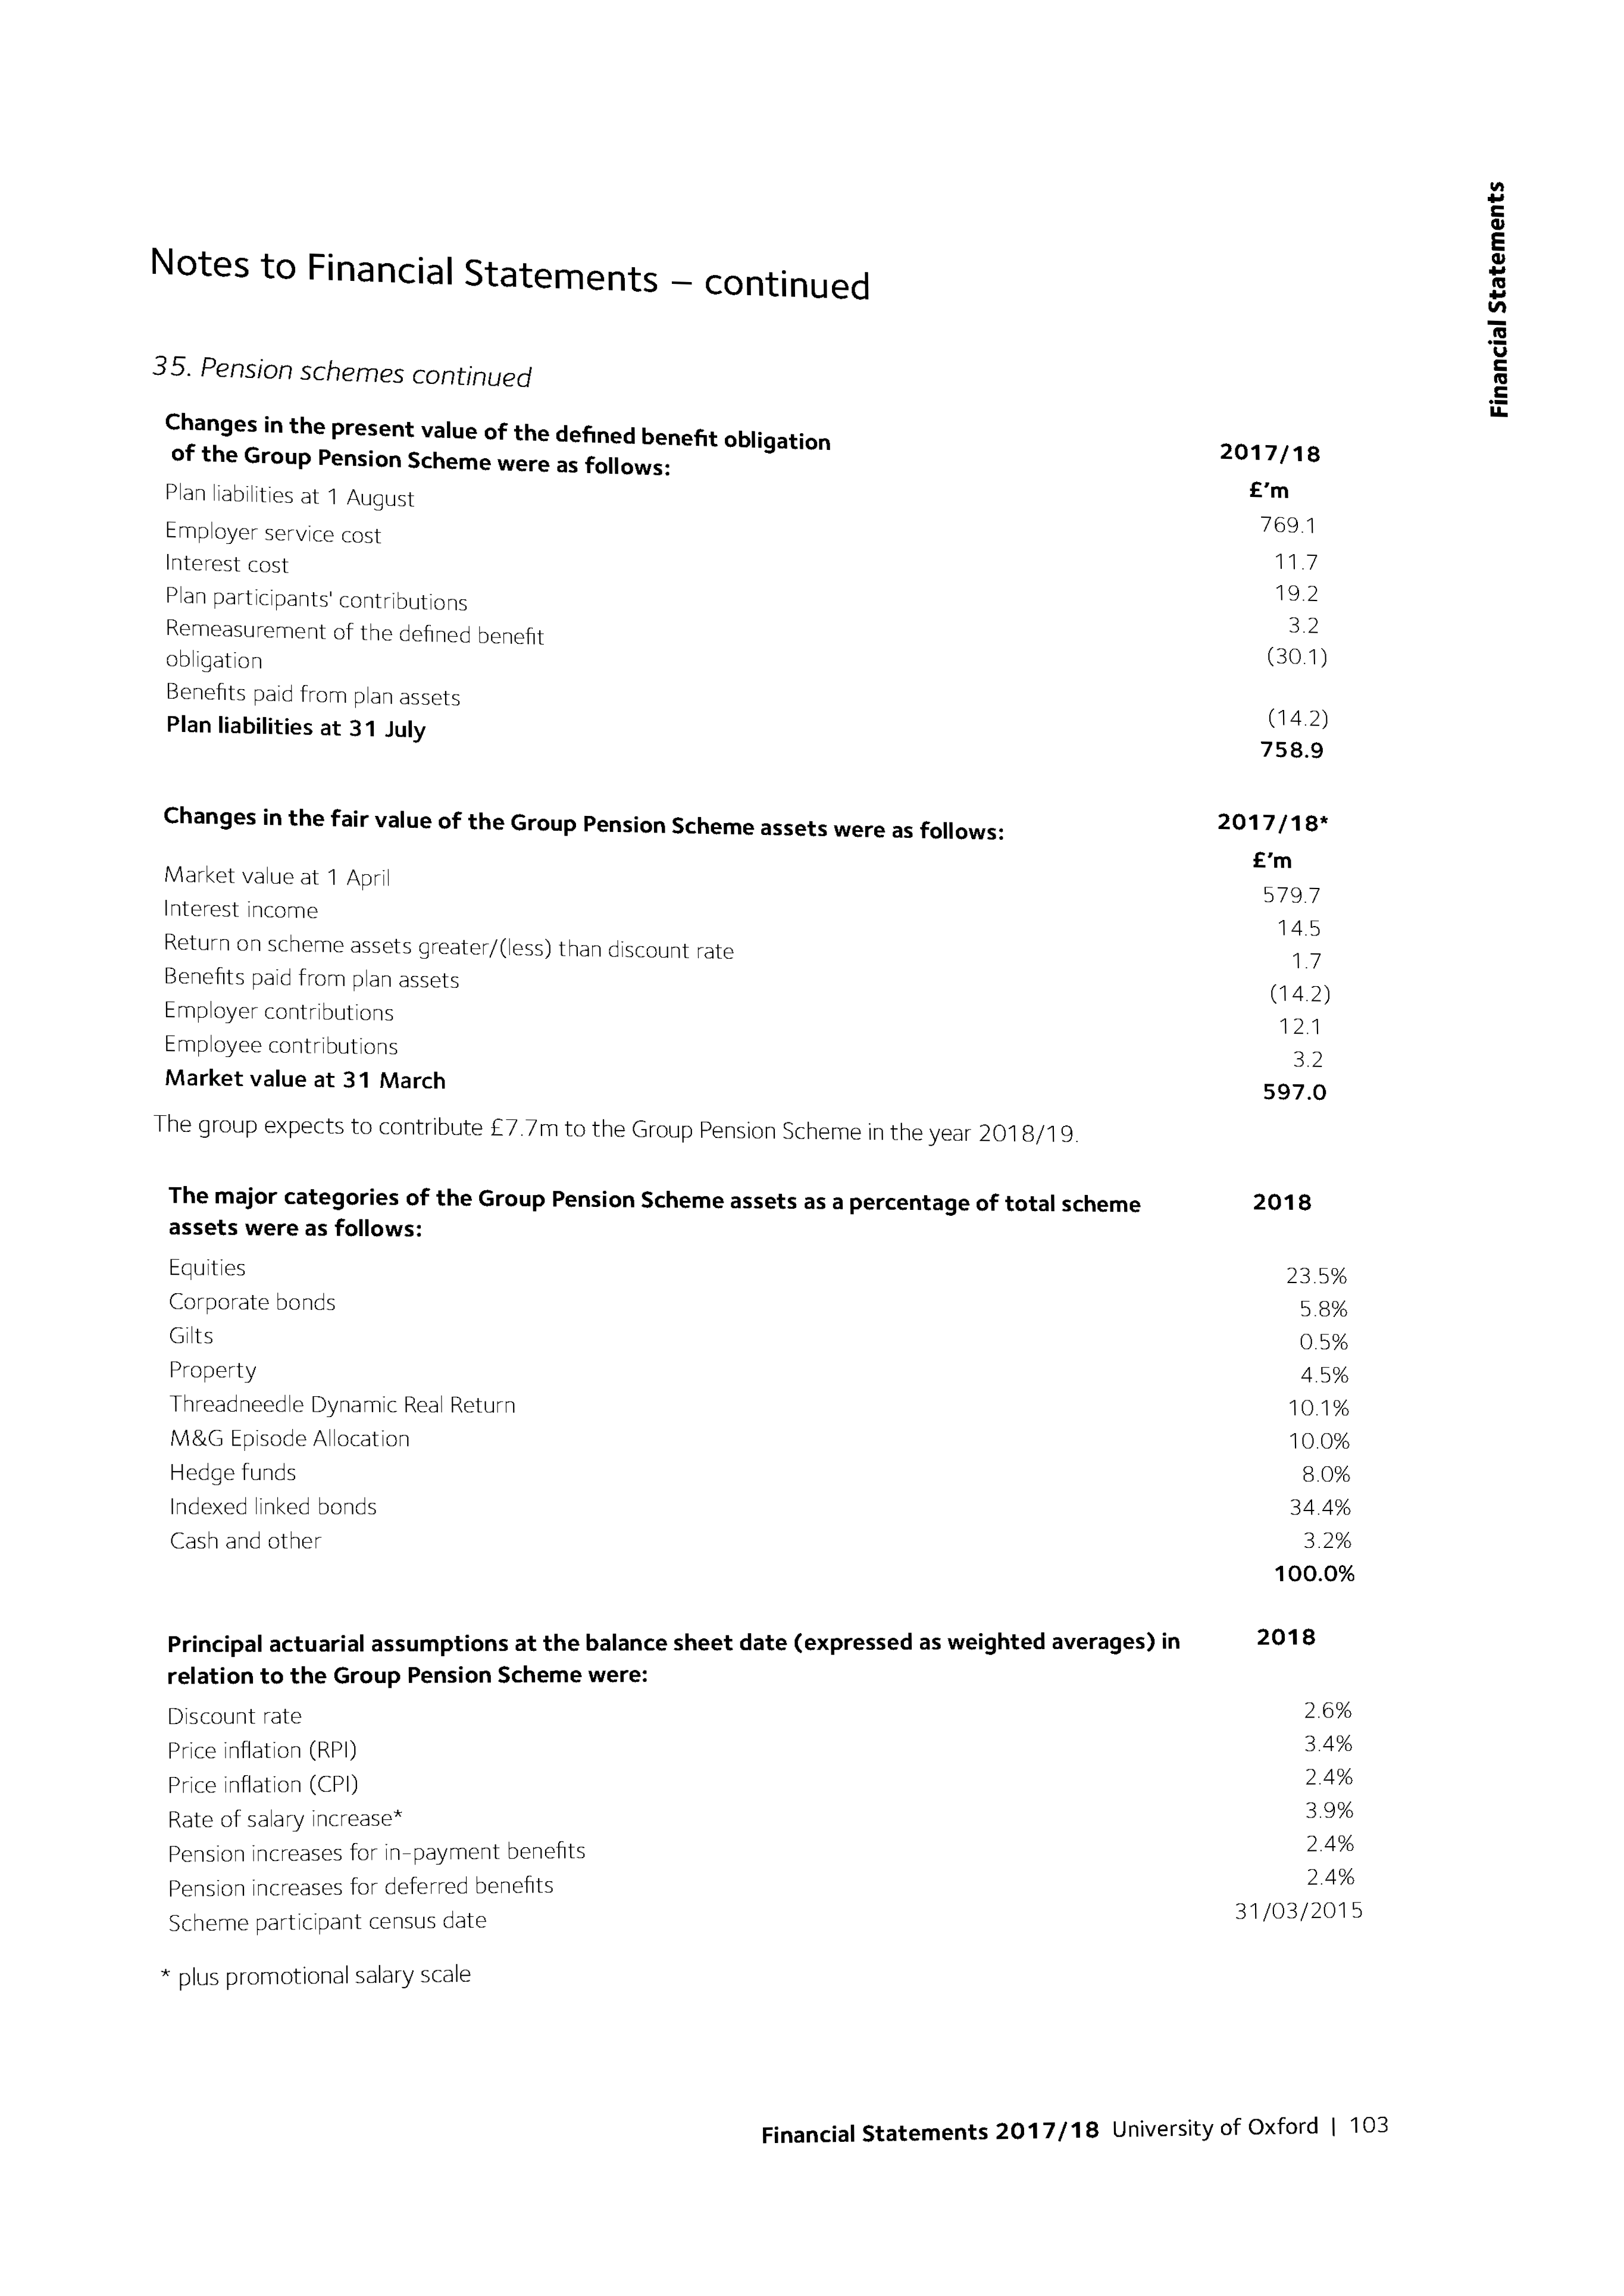 Financial Statements
Notes to Financial Statements – continued
35. Pension schemes continued
Changes in the present value of the defined benefit obligation
of the Group Pension Scheme were as follows: 2017/18
£'m
Plan liabilities at 1 August 769.1
Employer service cost 11.7
Interest cost 19.2
Plan participants' contributions 3.2
Remeasurement of the defined benefit (30.1)
obligation
Benefits paid from plan assets (14.2)
Plan liabilities at 31 July 758.9
Changes in the fair value of the Group Pension Scheme assets were as follows: 2017/18*
£'m
Market value at 1 April 579.7
Interest income 14.5
Return on scheme assets greater/(less) than discount rate 1.7
Benefits paid from plan assets (14.2)
Employer contributions 12.1
Employee contributions 3.2
Market value at 31 March 597.0
The group expects to contribute £7.7m to the Group Pension Scheme in the year 2018/19.
The major categories of the Group Pension Scheme assets as a percentage of total scheme 2018
assets were as follows:
Equities 23.5%
Corporate bonds 5.8%
Gilts 0.5%
Property 4.5%
Threadneedle Dynamic Real Return 10.1%
M&G Episode Allocation 10.0%
Hedge funds 8.0%
Indexed linked bonds 34.4%
Cash and other 3.2%
100.0%
Principal actuarial assumptions at the balance sheet date (expressed as weighted averages) in 2018
relation to the Group Pension Scheme were:
Discount rate 2.6%
Price inflation (RPI) 3.4%
Price inflation (CPI) 2.4%
Rate of salary increase* 3.9%
Pension increases for in-payment benefits 2.4%
Pension increases for deferred benefits 2.4%
Scheme participant census date 31/03/2015
* plus promotional salary scale
Financial Statements 2017/18 University of Oxford | 103